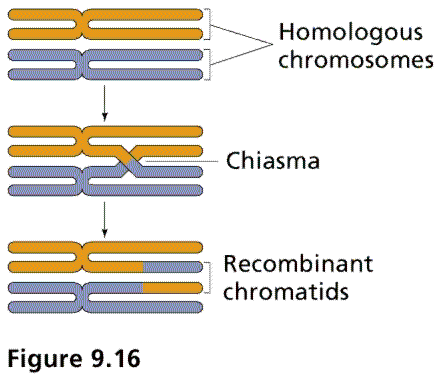 Homologous
chromosomes
Chiasma
Recombinant
chromatids
Figure 9.16